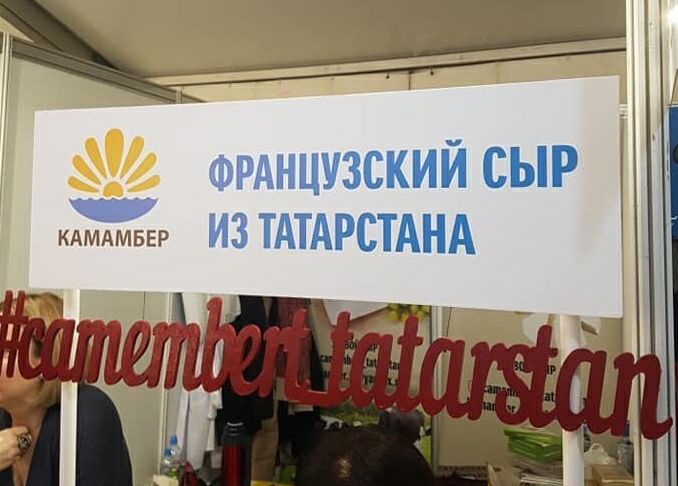 ФРАНЦУЗСКИЙ СЫР
ИЗ ТАТАРСТАНА
КАМАМБЕР
#camembert_tatarstan